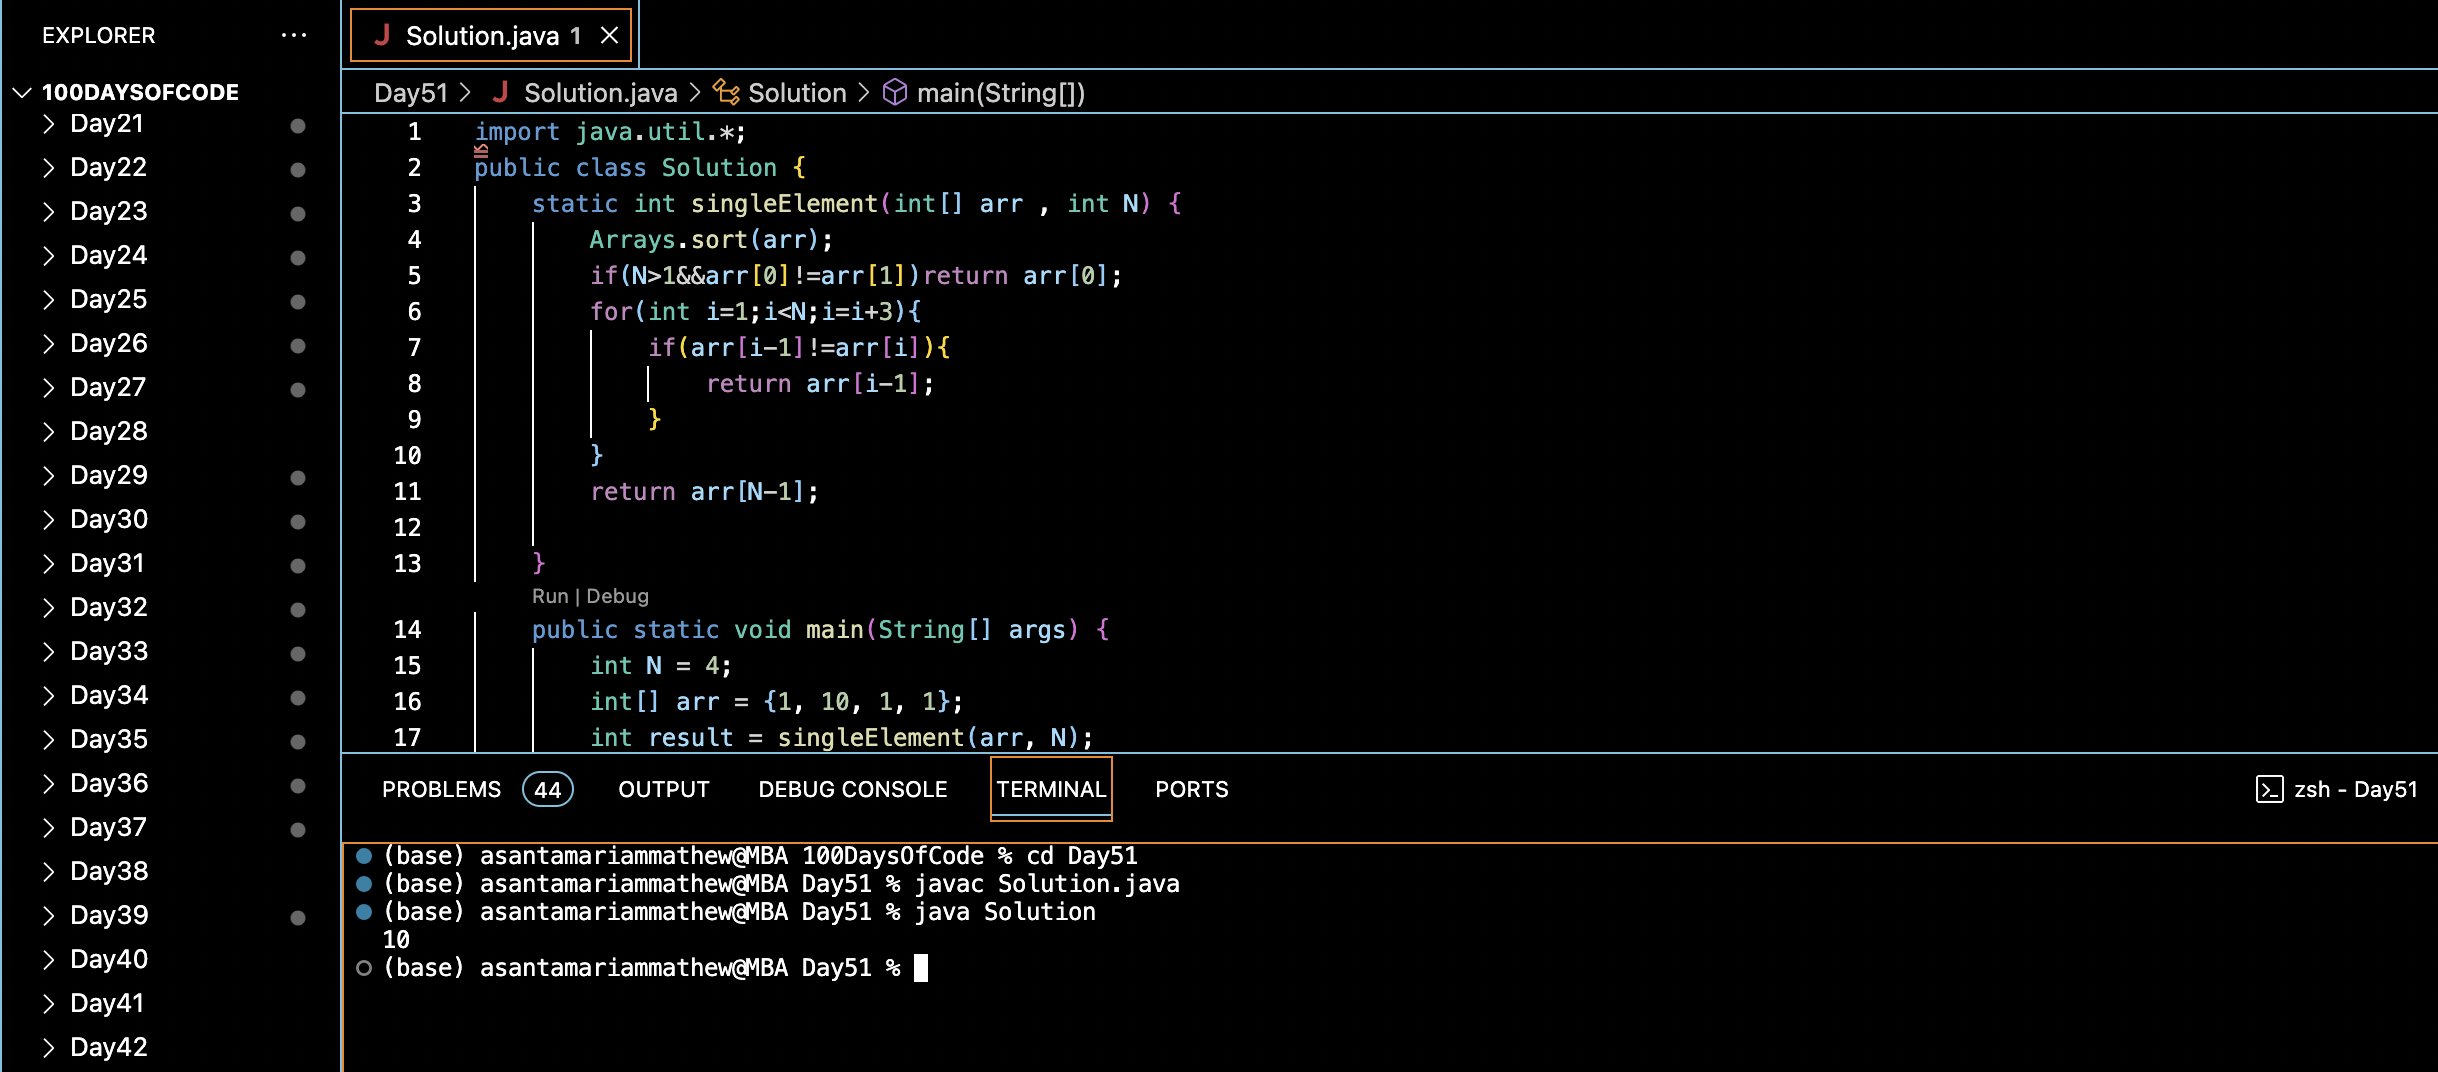 EXPLORER ...
100DAYSOFCODE
Day21
Day22
Day23
Day24
Day25
Day26
Day27
Day28
Day29
Day30
Day31
Day32
Day33
Day34
Day35
Day36
Day37
Day38
Day39
Day40
Day41
Day42
J Solution.java 1
Day51 > J Solution.java > Solution > main(String[])
1 import java.util.*;
2 public class Solution {
3 static int singleElement(int[] arr , int N) {
4 Arrays.sort(arr);
5 if(N>1&&arr[0]!=arr[1])return arr[0];
6 for(int i=1;i<N;i=i+3){
7 if(arr[i-1]!=arr[i]){
8 return arr[i-1];
9 }
10 }
11 return arr[N-1];
12
13 }
Run | Debug
14 public static void main(String[] args) {
15 int N = 4;
16 int[] arr = {1, 10, 1, 1};
17 int result = singleElement(arr, N);
PROBLEMS 44 OUTPUT DEBUG CONSOLE TERMINAL PORTS zsh - Day51
(base) asantamariammathew@MBA 100DaysOfCode % cd Day51
(base) asantamariammathew@MBA Day51 % javac Solution.java
(base) asantamariammathew@MBA Day51 % java Solution
10
(base) asantamariammathew@MBA Day51 %